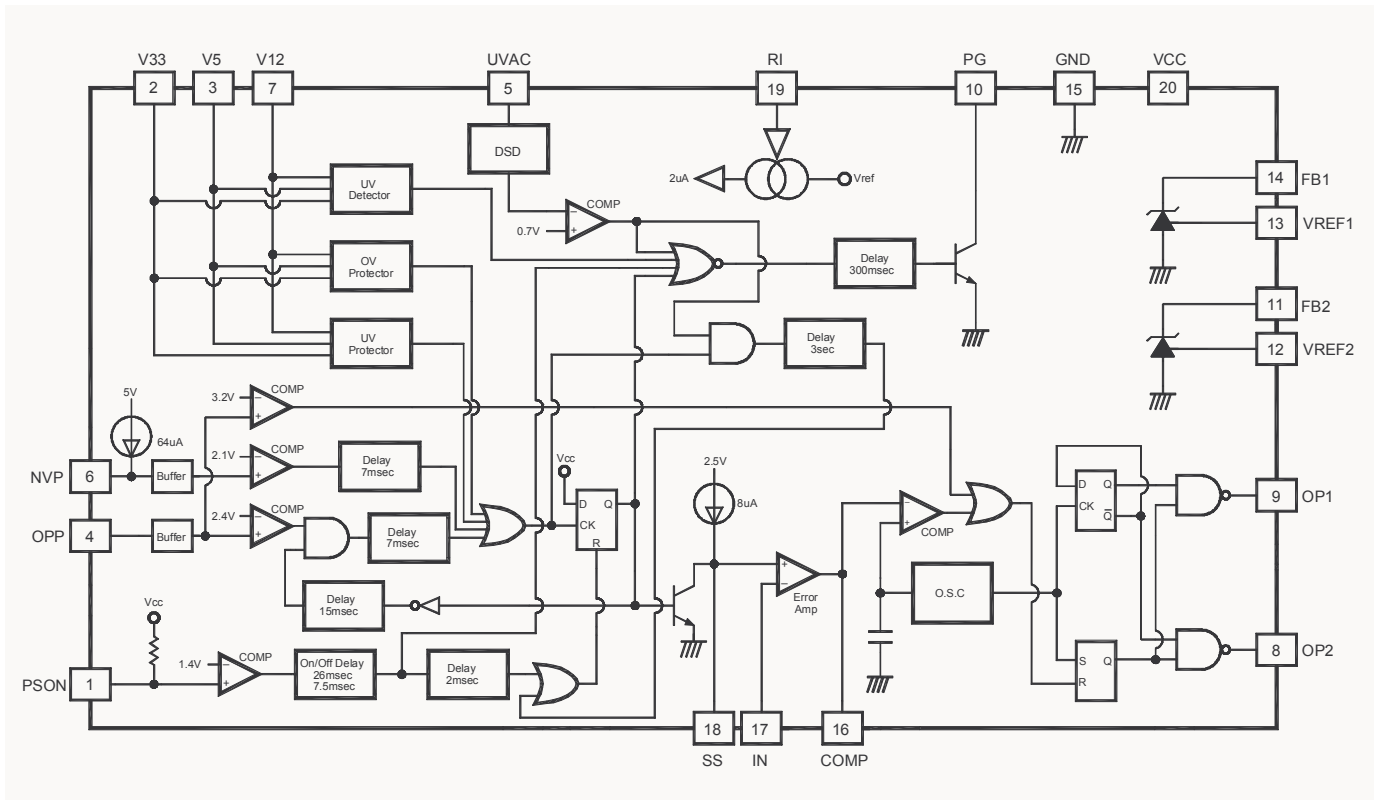 V33
V5
V12
UVAC
RI
PG
GND
VCC
2
3
7
5
19
10
15
20
DSD
2uA
Vref
14
FB1
UV
Detector
COMP
−
+
0.7V
13
VREF1
OV
Protector
Delay
300msec
11
FB2
UV
Protector
Delay
3sec
12
VREF2
5V
64uA
3.2V
COMP
−
+
2.1V
COMP
−
+
Delay
7msec
NVP
6
Buffer
2.4V
COMP
−
+
Delay
7msec
OPP
4
Buffer
Vcc
D
Q
CK
R
2.5V
8uA
−
+
COMP
D
Q
CK
Q
9
OP1
Delay
15msec
+
−
Error
Amp
O.S.C
Vcc
1.4V
COMP
−
+
On/Off Delay
26msec
7.5msec
Delay
2msec
S
Q
R
8
OP2
PSON
1
18
17
16
SS
IN
COMP